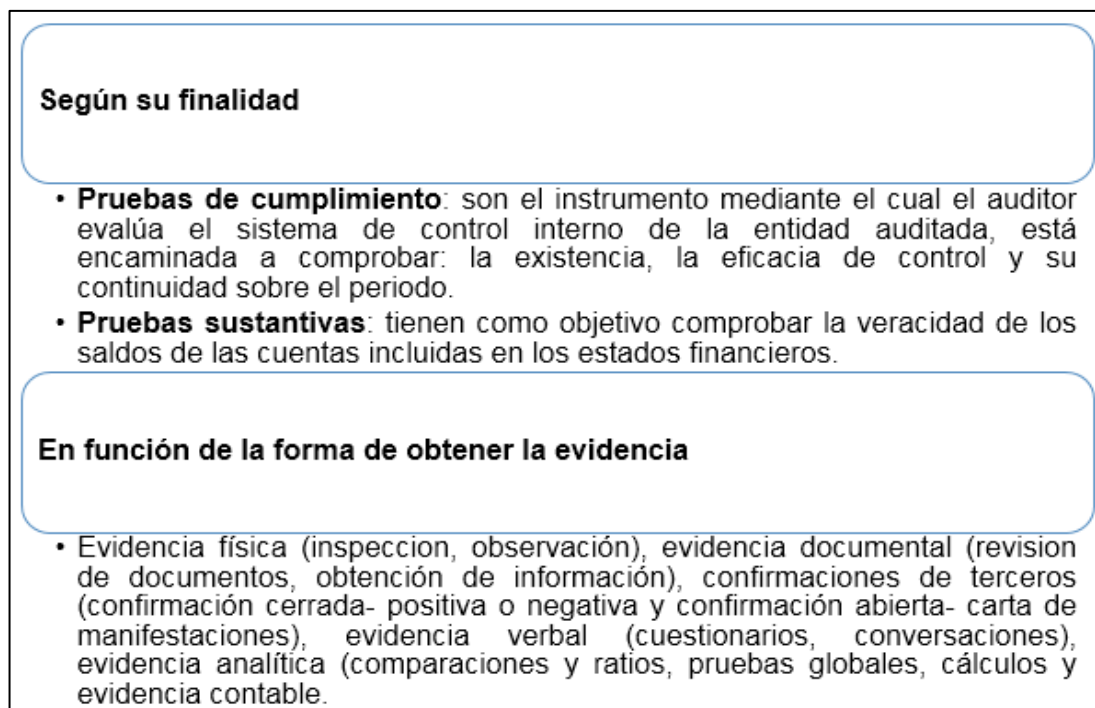 Según su finalidad
• Pruebas de cumplimiento: son el instrumento mediante el cual el auditor
evalúa el sistema de control interno de la entidad auditada, está
encaminada a comprobar: la existencia, la eficacia de control y su
continuidad sobre el periodo.
• Pruebas sustantivas: tienen como objetivo comprobar la veracidad de los
saldos de las cuentas incluidas en los estados financieros.
En función de la forma de obtener la evidencia
• Evidencia física (inspeccion, observación), evidencia documental (revision
de documentos, obtención de información), confirmaciones de terceros
(confirmación cerrada- positiva o negativa y confirmación abierta- carta de
manifestaciones), evidencia verbal (cuestionarios, conversaciones),
evidencia analítica (comparaciones y ratios, pruebas globales, cálculos y
evidencia contable.